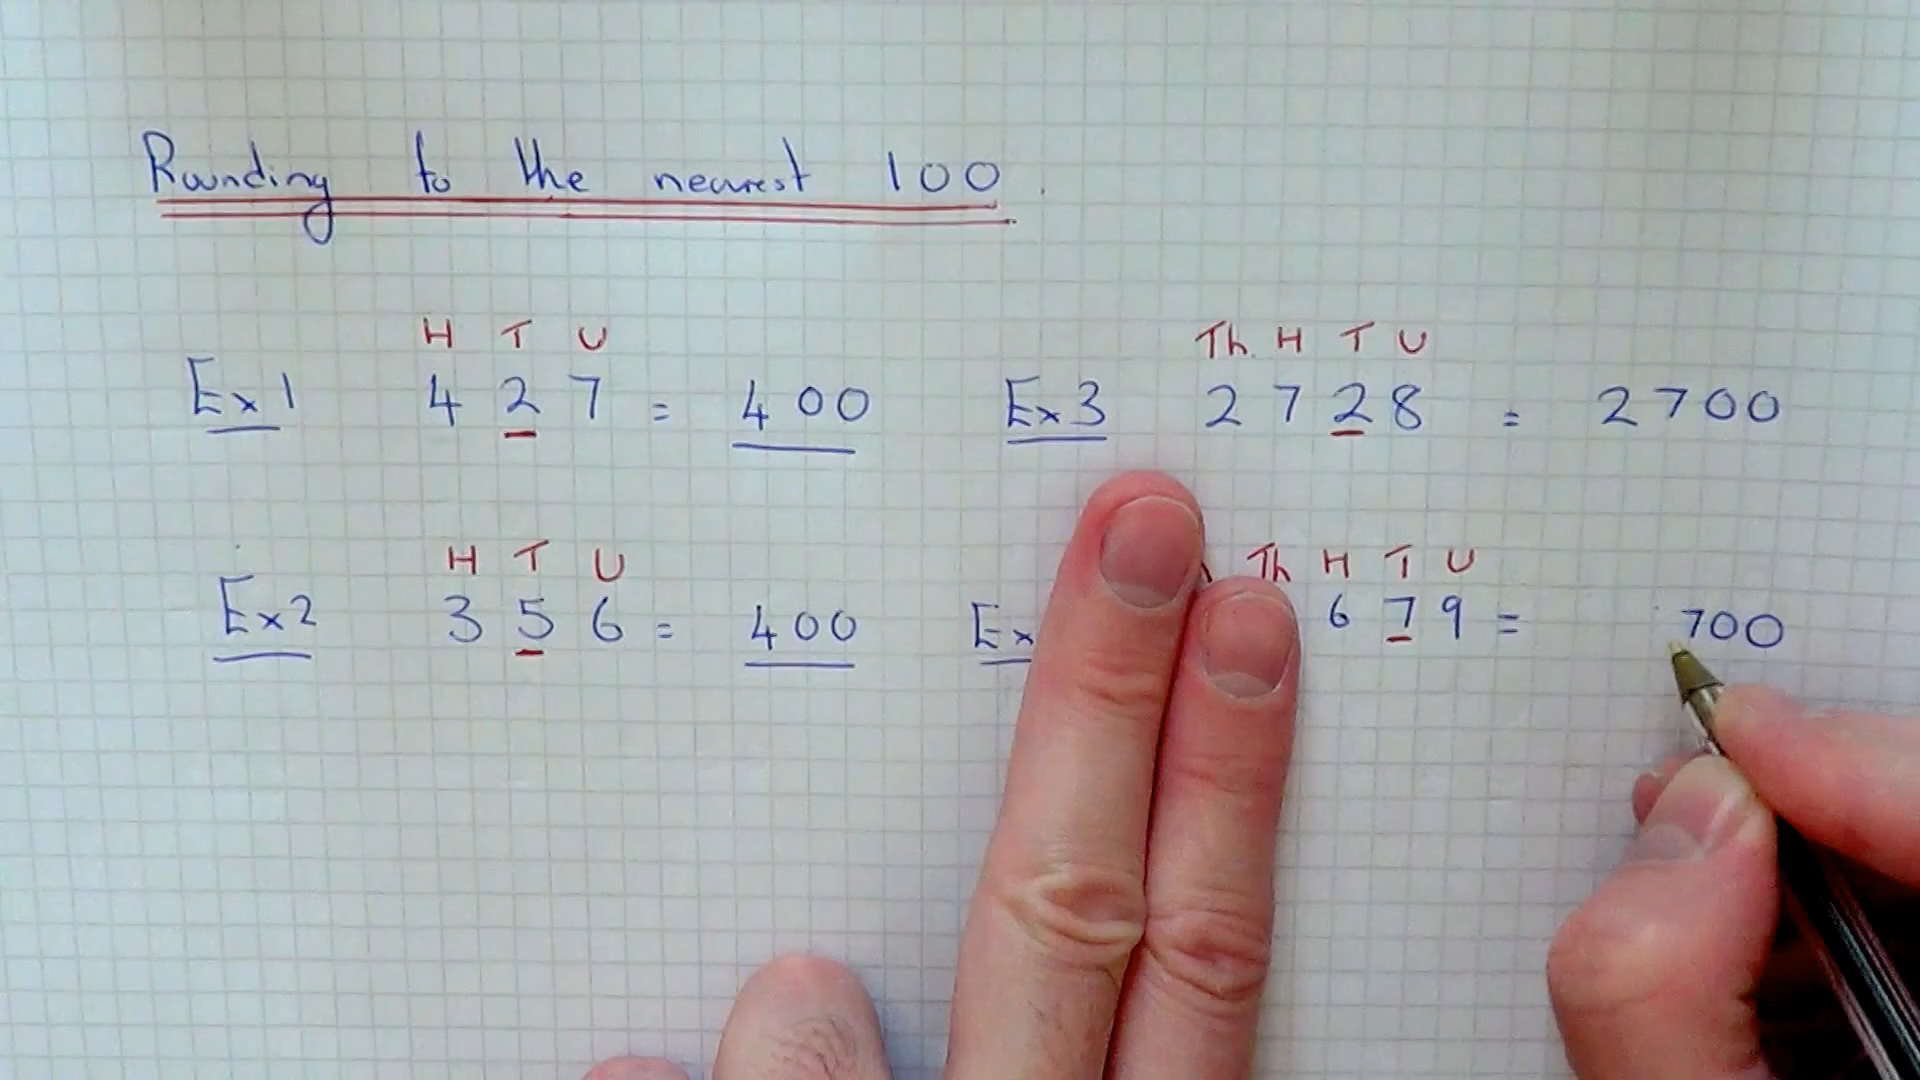 Rounding to the nearest 100
H T U
Ex1 4 2 7 = 400
Th. H T U
Ex3 2 7 2 8 = 2700
H T U
Ex2 3 5 6 = 400
Th H T U
Ex 6 7 9 = 700